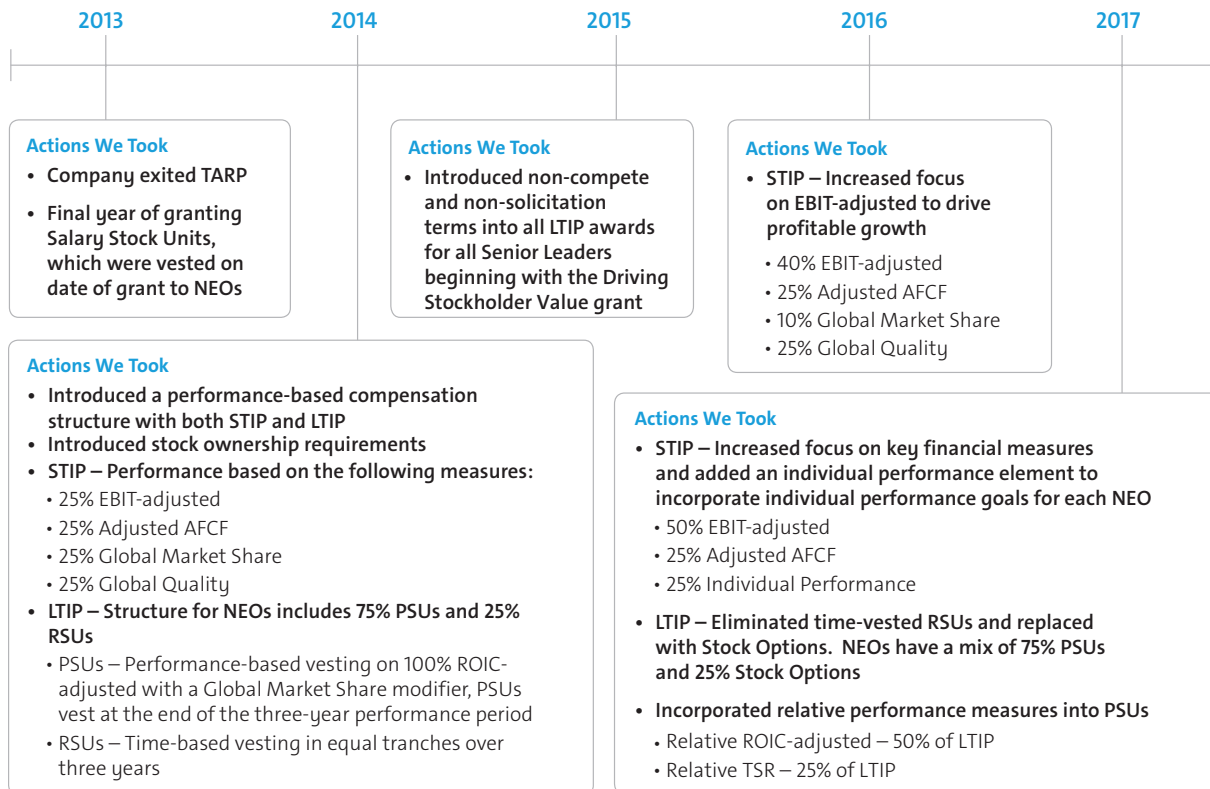 2013
2014
2015
2016
2017
Actions We Took
• Company exited TARP
• Final year of granting
Salary Stock Units,
which were vested on
date of grant to NEOs
Actions We Took
• Introduced non-compete
and non-solicitation
terms into all LTIP awards
for all Senior Leaders
beginning with the Driving
Stockholder Value grant
Actions We Took
• STIP – Increased focus
on EBIT-adjusted to drive
profitable growth
• 40% EBIT-adjusted
• 25% Adjusted AFCF
• 10% Global Market Share
• 25% Global Quality
Actions We Took
• Introduced a performance-based compensation
structure with both STIP and LTIP
• Introduced stock ownership requirements
• STIP – Performance based on the following measures:
• 25% EBIT-adjusted
• 25% Adjusted AFCF
• 25% Global Market Share
• 25% Global Quality
• LTIP – Structure for NEOs includes 75% PSUs and 25%
RSUs
• PSUs – Performance-based vesting on 100% ROIC-
adjusted with a Global Market Share modifier, PSUs
vest at the end of the three-year performance period
• RSUs – Time-based vesting in equal tranches over
three years
Actions We Took
• STIP – Increased focus on key financial measures
and added an individual performance element to
incorporate individual performance goals for each NEO
• 50% EBIT-adjusted
• 25% Adjusted AFCF
• 25% Individual Performance
• LTIP – Eliminated time-vested RSUs and replaced
with Stock Options. NEOs have a mix of 75% PSUs
and 25% Stock Options
• Incorporated relative performance measures into PSUs
• Relative ROIC-adjusted – 50% of LTIP
• Relative TSR – 25% of LTIP